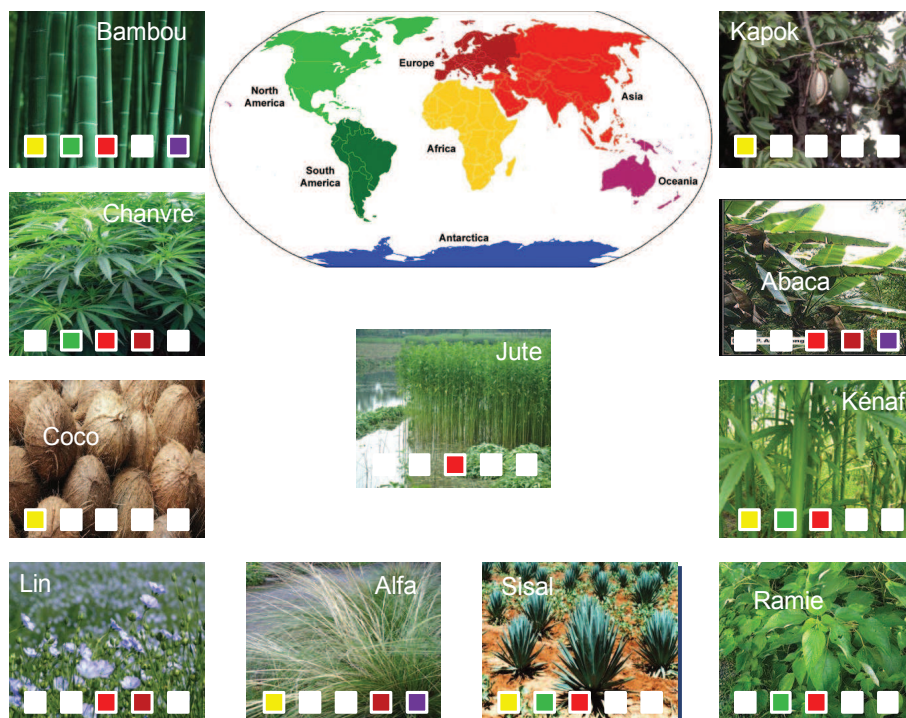 Bambou
Kapok
Europe
North
America
Asia
Africa
South
America
Oceania
Antarctica
Chanvre
Abaca
Jute
Coco
Kénaf
Lin
Alfa
Sisal
Ramie